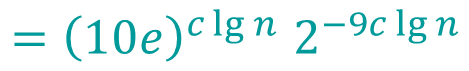 = (10e)^{c lg n} 2^{−9c lg n}